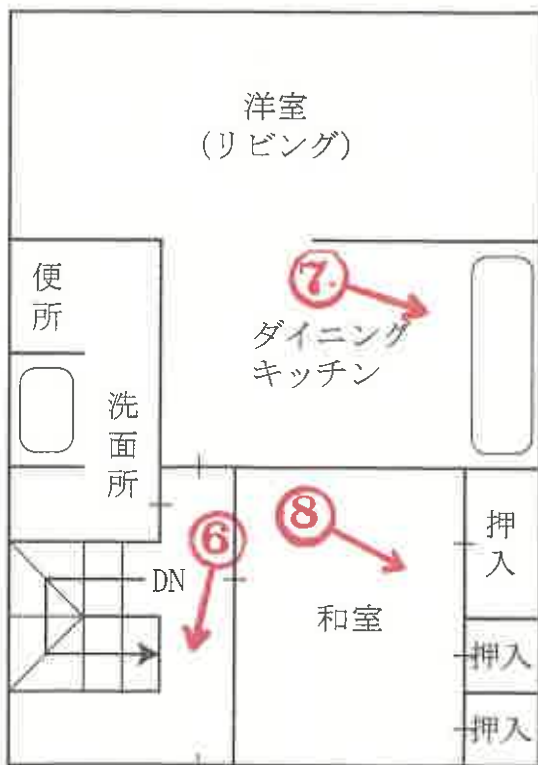 洋室
(リビング)
便所
⑦
ダイニング
キッチン
洗面所
⑥
⑧
押入
DN
和室
押入
押入